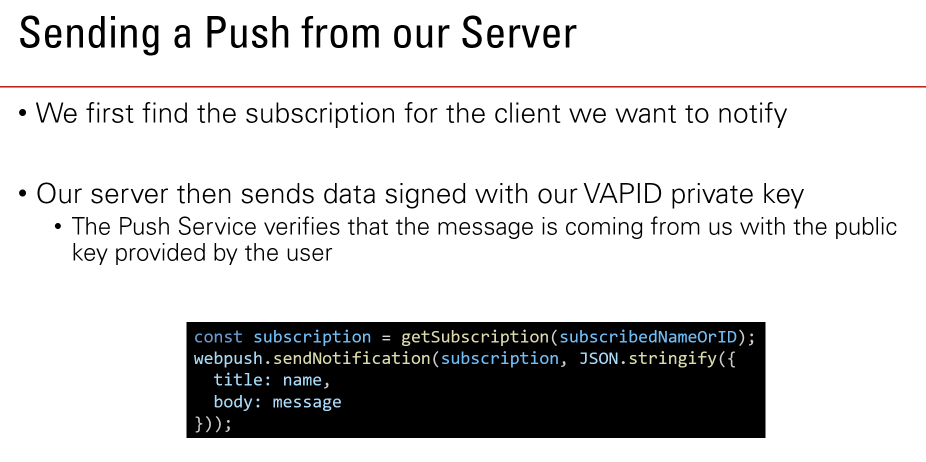 Sending a Push from our Server
• We first find the subscription for the client we want to notify
• Our server then sends data signed with our VAPID private key
• The Push Service verifies that the message is coming from us with the public
key provided by the user
const subscription = getSubscription(subscribedNameOrID);
webpush.sendNotification(subscription, JSON.stringify({
  title: name,
  body: message
}));